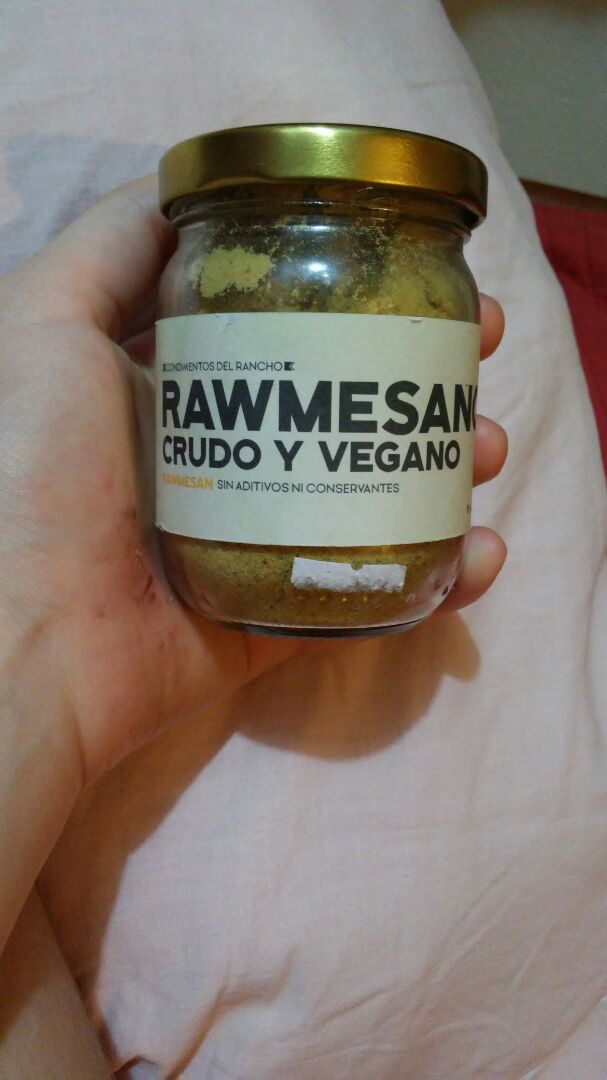 CONDIMENTOS DEL RANCHO
RAWMESANO
CRUDO Y VEGANO
RAWMESAN SIN ADITIVOS NI CONSERVANTES